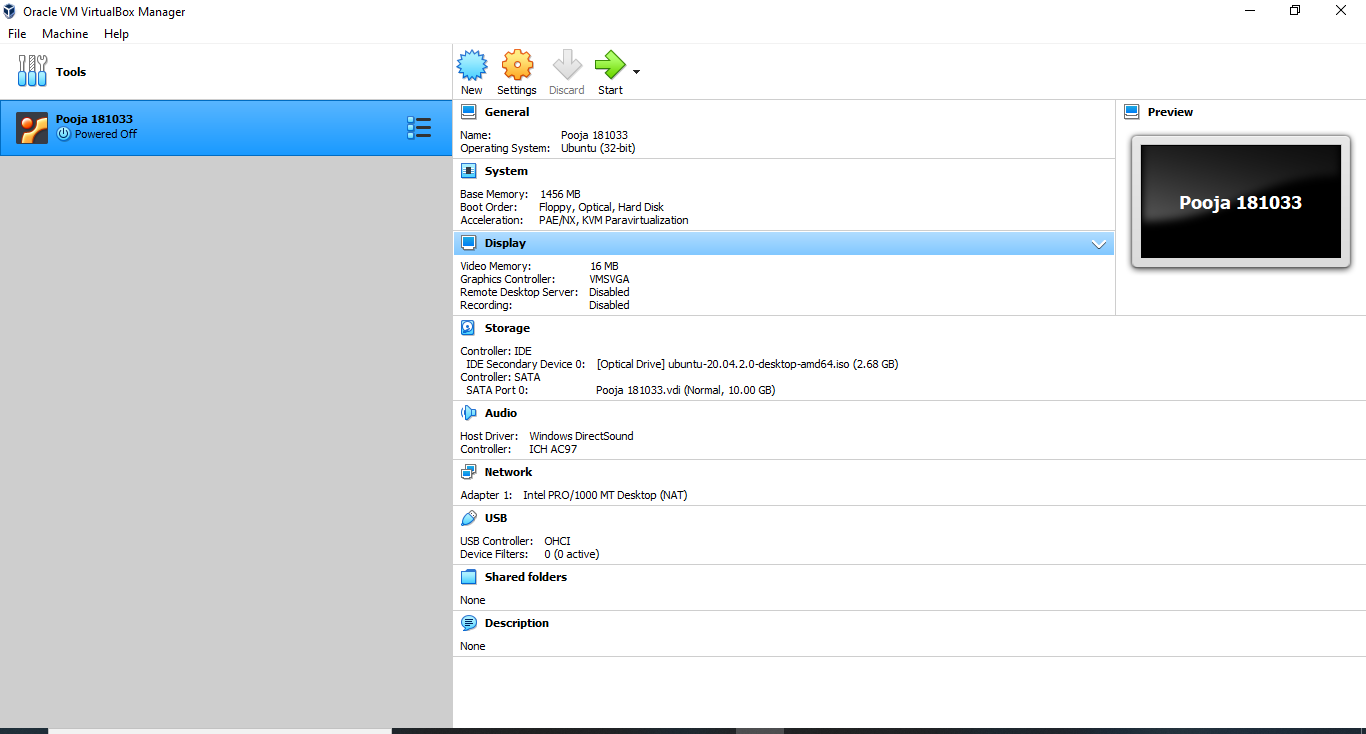 Oracle VM VirtualBox Manager
File Machine Help
Tools
New Settings Discard Start
Pooja 181033
Powered Off
General
Name: Pooja 181033
Operating System: Ubuntu (32-bit)
System
Base Memory: 1456 MB
Boot Order: Floppy, Optical, Hard Disk
Acceleration: PAE/NX, KVM Paravirtualization
Display
Video Memory: 16 MB
Graphics Controller: VMSVGA
Remote Desktop Server: Disabled
Recording: Disabled
Preview
Pooja 181033
Storage
Controller: IDE
IDE Secondary Device 0: [Optical Drive] ubuntu-20.04.2.0-desktop-amd64.iso (2.68 GB)
Controller: SATA
SATA Port 0: Pooja 181033.vdi (Normal, 10.00 GB)
Audio
Host Driver: Windows DirectSound
Controller: ICH AC97
Network
Adapter 1: Intel PRO/1000 MT Desktop (NAT)
USB
USB Controller: OHCI
Device Filters: 0 (0 active)
Shared folders
None
Description
None